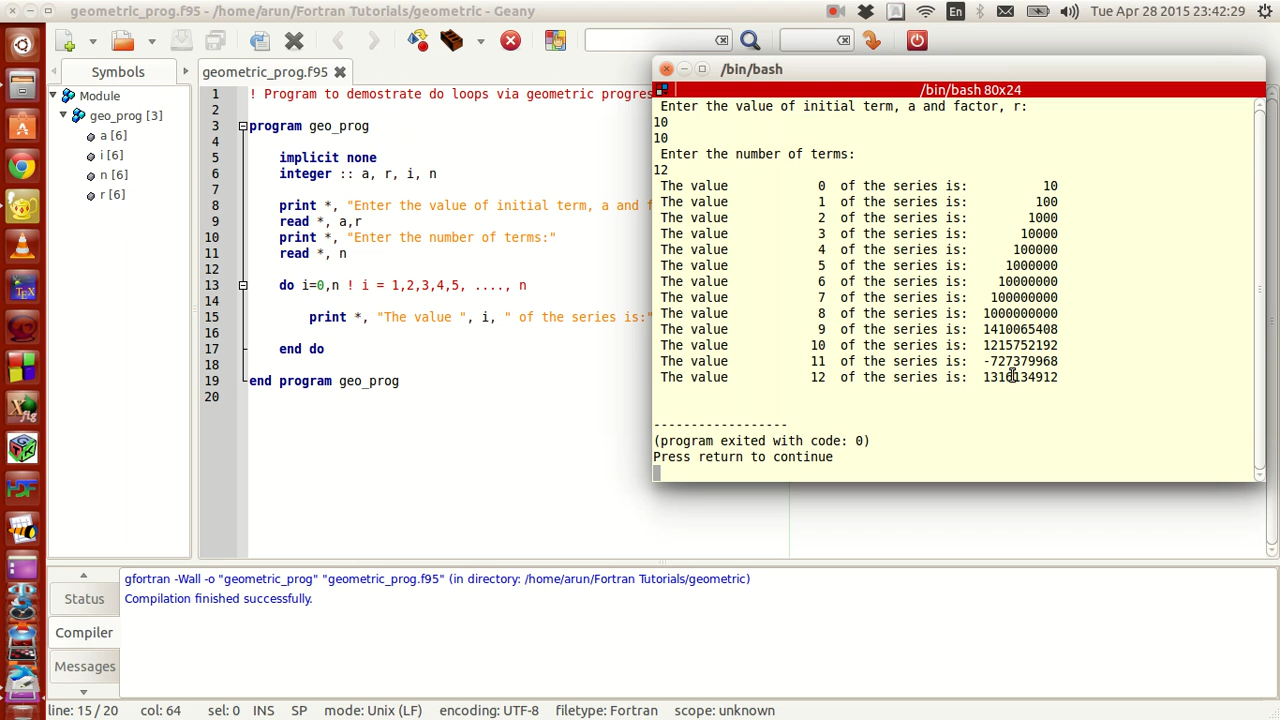 geometric_prog.f95 - /home/arun/Fortran Tutorials/geometric - Geany
En
Tue Apr 28 2015 23:42:29
Symbols
geometric_prog.f95
Module
geo_prog [3]
a [6]
i [6]
n [6]
r [6]
1 ! Program to demostrate do loops via geometric progres
2
3 program geo_prog
4
5 implicit none
6 integer :: a, r, i, n
7
8 print *, "Enter the value of initial term, a and f
9 read *, a,r
10 print *, "Enter the number of terms:"
11 read *, n
12
13 do i=0,n ! i = 1,2,3,4,5, ...., n
14
15 print *, "The value ", i, " of the series is:"
16
17 end do
18
19 end program geo_prog
20
/bin/bash
/bin/bash 80x24
Enter the value of initial term, a and factor, r:
10
10
Enter the number of terms:
12
The value 0 of the series is: 10
The value 1 of the series is: 100
The value 2 of the series is: 1000
The value 3 of the series is: 10000
The value 4 of the series is: 100000
The value 5 of the series is: 1000000
The value 6 of the series is: 10000000
The value 7 of the series is: 100000000
The value 8 of the series is: 1000000000
The value 9 of the series is: 1410065408
The value 10 of the series is: 1215752192
The value 11 of the series is: -727379968
The value 12 of the series is: 1316134912
------------------
(program exited with code: 0)
Press return to continue
Status
Compiler
Messages
gfortran -Wall -o "geometric_prog" "geometric_prog.f95" (in directory: /home/arun/Fortran Tutorials/geometric)
Compilation finished successfully.
line: 15 / 20 col: 64 sel: 0 INS SP mode: Unix (LF) encoding: UTF-8 filetype: Fortran scope: unknown